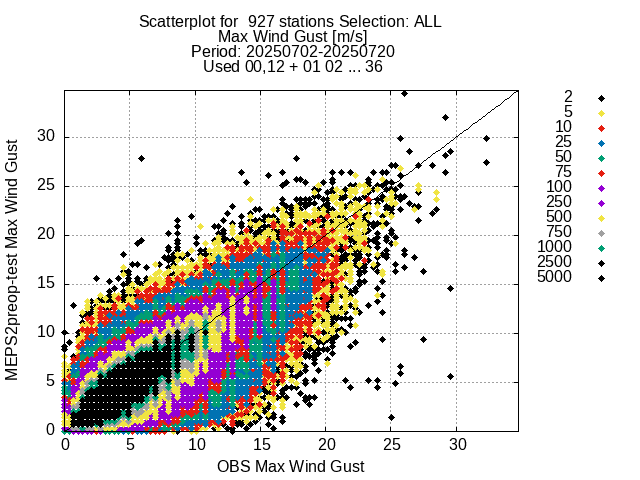 Scatterplot for 927 stations Selection: ALL
Max Wind Gust [m/s]
Period: 20250702-20250720
Used 00,12 + 01 02 ... 36
MEPS2preop-test Max Wind Gust
30
25
20
15
10
5
0
0 5 10 15 20 25 30
OBS Max Wind Gust
2
5
10
25
50
75
100
250
500
750
1000
2500
5000